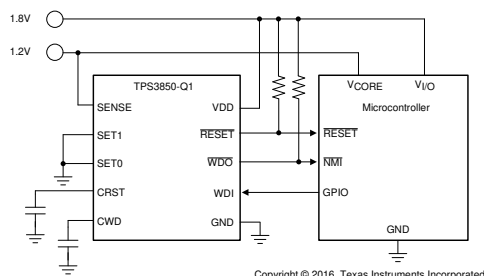 1.8V
1.2V
TPS3850-Q1
SENSE
VDD
SET1
RESET
SET0
WDO
CRST
WDI
CWD
GND
VCORE
VI/O
Microcontroller
RESET
NMI
GPIO
GND
Copyright © 2016, Texas Instruments Incorporated